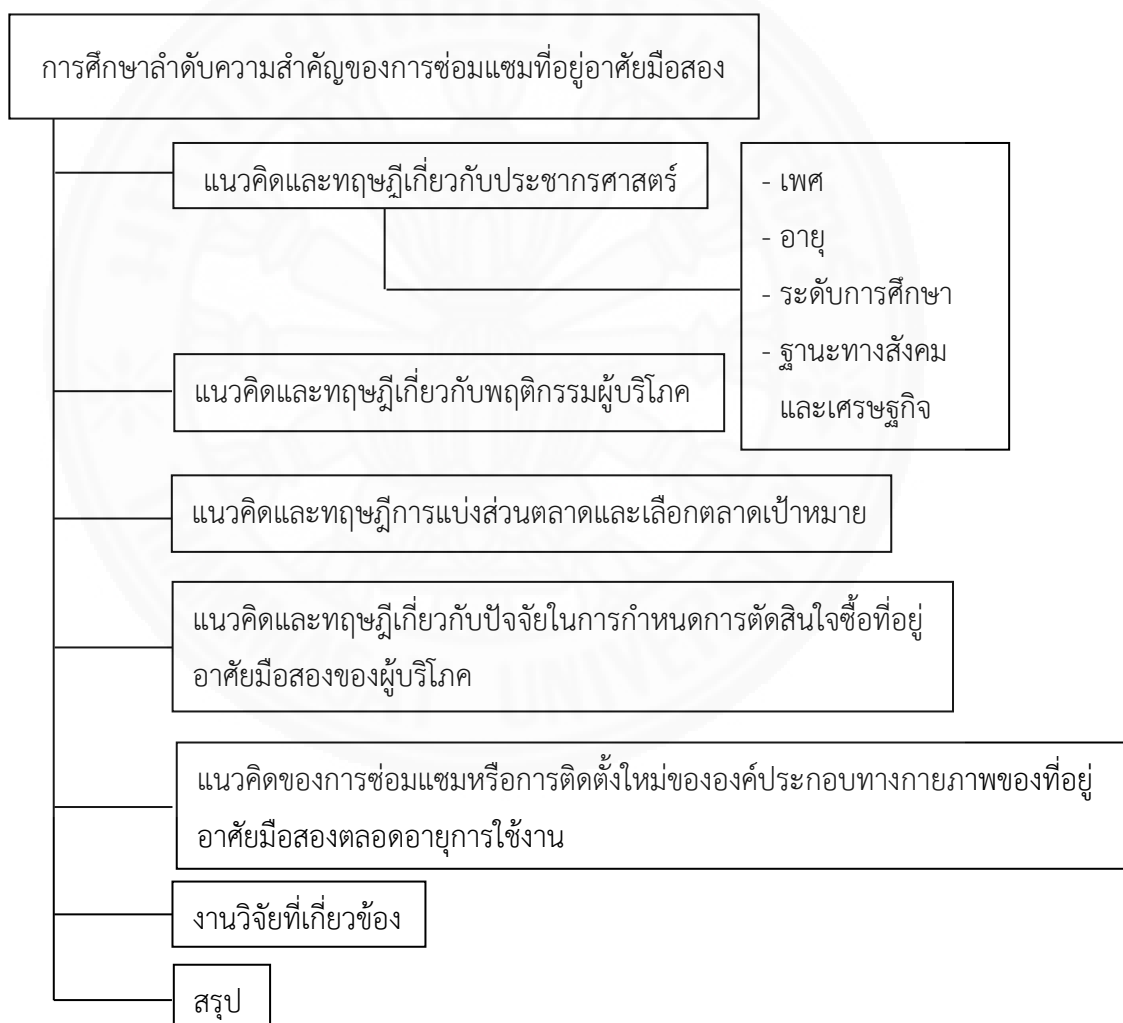 การศึกษาลำดับความสำคัญของการซ่อมแซมที่อยู่อาศัยมือสอง
แนวคิดและทฤษฎีเกี่ยวกับประชากรศาสตร์
- เพศ
- อายุ
- ระดับการศึกษา
- ฐานะทางสังคม
และเศรษฐกิจ
แนวคิดและทฤษฎีเกี่ยวกับพฤติกรรมผู้บริโภค
แนวคิดและทฤษฎีการแบ่งส่วนตลาดและเลือกตลาดเป้าหมาย
แนวคิดและทฤษฎีเกี่ยวกับปัจจัยในการกำหนดการตัดสินใจซื้อที่อยู่
อาศัยมือสองของผู้บริโภค
แนวคิดของการซ่อมแซมหรือการติดตั้งใหม่ขององค์ประกอบทางกายภาพของที่อยู่
อาศัยมือสองตลอดอายุการใช้งาน
งานวิจัยที่เกี่ยวข้อง
สรุป